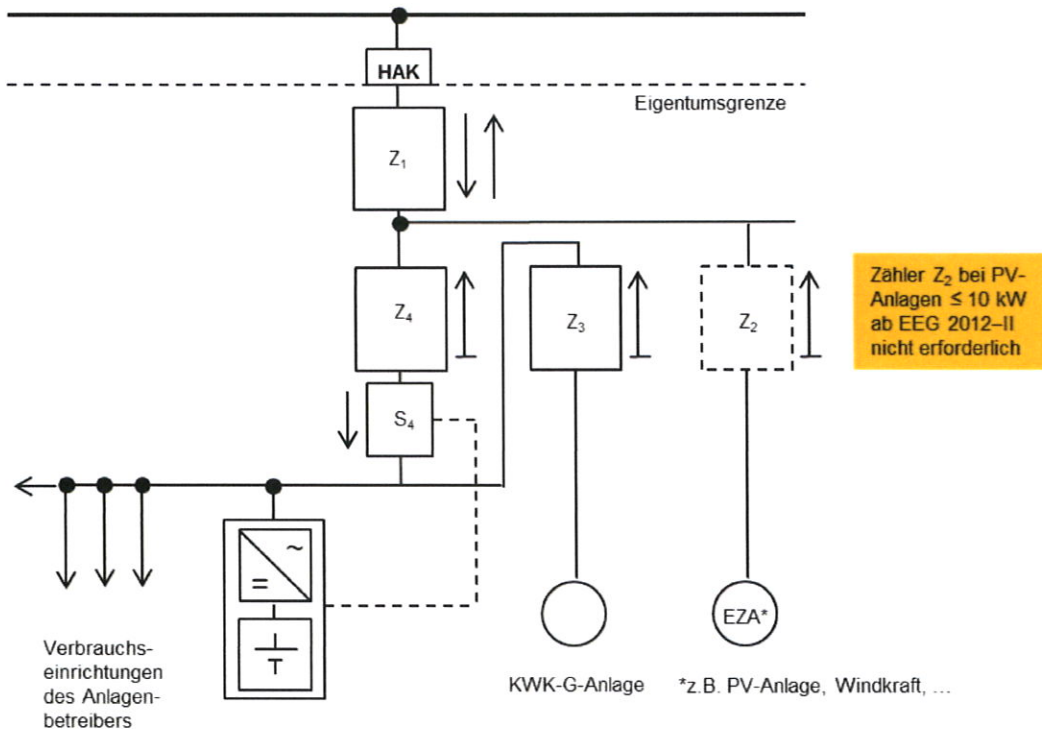 HAK
Eigentumsgrenze
Z₁
Z₄
Z₃
Z₂
Zähler Z₂ bei PV-
Anlagen ≤ 10 kW
ab EEG 2012–II
nicht erforderlich
S₄
~
=
EZA*
Verbrauchs-
einrichtungen
des Anlagen-
betreibers
KWK-G-Anlage
*z.B. PV-Anlage, Windkraft, ...